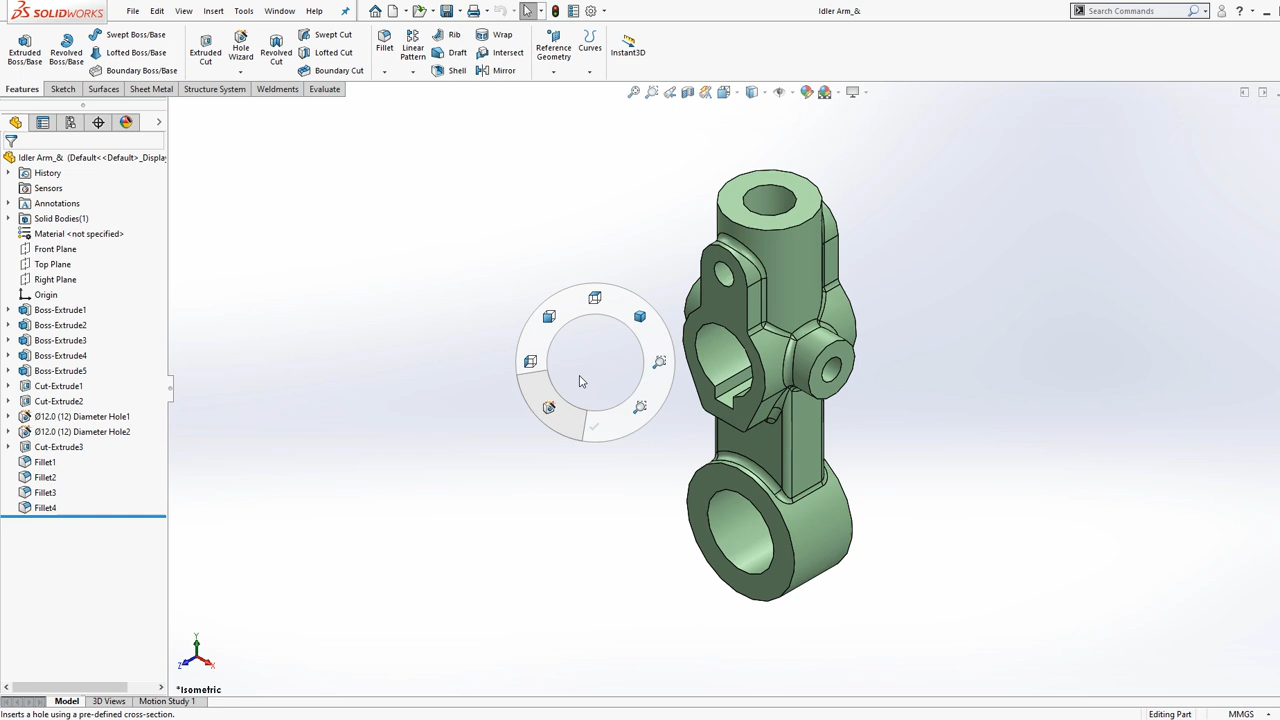 SOLIDWORKS
File Edit View Insert Tools Window Help
Idler Arm_&
Search Commands
Extruded Boss/Base
Revolved Boss/Base
Swept Boss/Base
Lofted Boss/Base
Boundary Boss/Base
Extruded Cut
Hole Wizard
Revolved Cut
Swept Cut
Lofted Cut
Boundary Cut
Fillet
Linear Pattern
Rib
Draft
Shell
Wrap
Intersect
Mirror
Reference Geometry
Curves
Instant3D
Features Sketch Surfaces Sheet Metal Structure System Weldments Evaluate
Idler Arm_& (Default<<Default>_Display
History
Sensors
Annotations
Solid Bodies(1)
Material <not specified>
Front Plane
Top Plane
Right Plane
Origin
Boss-Extrude1
Boss-Extrude2
Boss-Extrude3
Boss-Extrude4
Boss-Extrude5
Cut-Extrude1
Cut-Extrude2
Ø12.0 (12) Diameter Hole1
Ø12.0 (12) Diameter Hole2
Cut-Extrude3
Fillet1
Fillet2
Fillet3
Fillet4
Y
Z X
*Isometric
Model 3D Views Motion Study 1
Inserts a hole using a pre-defined cross-section.
Editing Part MMGS